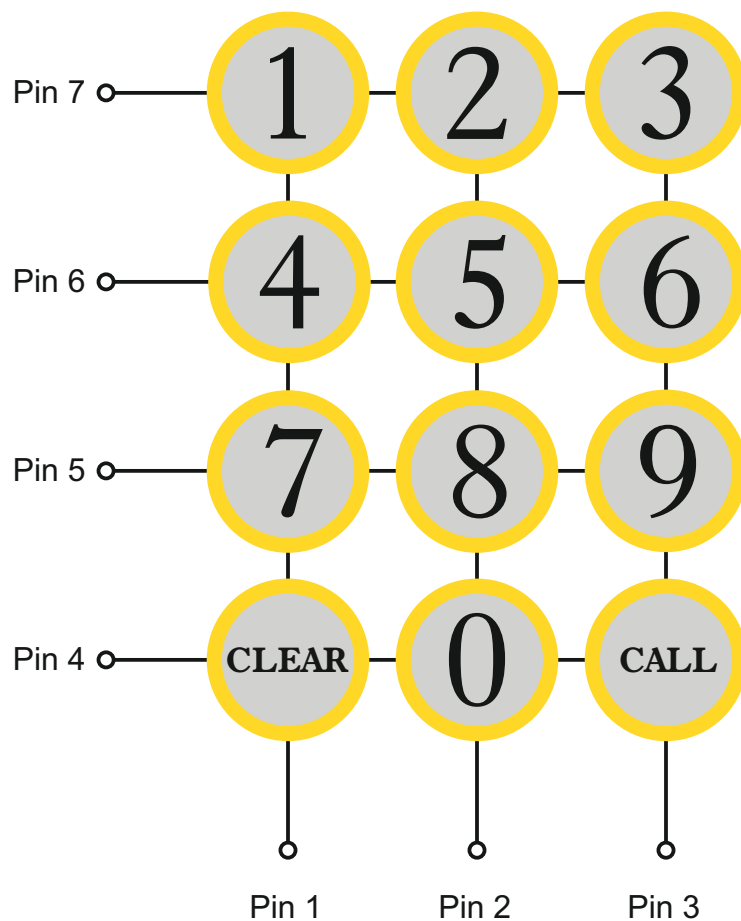 Pin 7 1 2 3
Pin 6 4 5 6
Pin 5 7 8 9
Pin 4 CLEAR 0 CALL
Pin 1 Pin 2 Pin 3